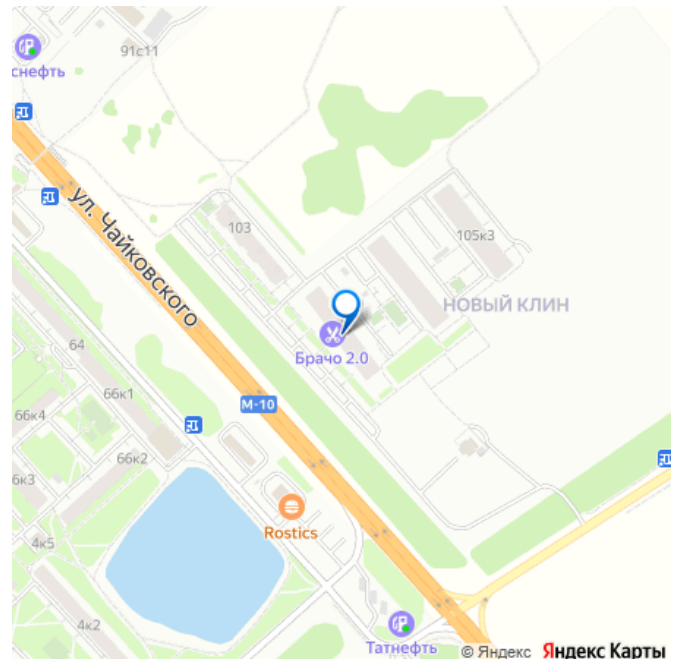 91с11
снефть
ул. Чайковского
103
105к3
НОВЫЙ КЛИН
Брачо 2.0
64
66к1
М-10
66к4
66к2
6к3
Rostics
4к5
4к2
Татнефть
© Яндекс Яндекс Карты